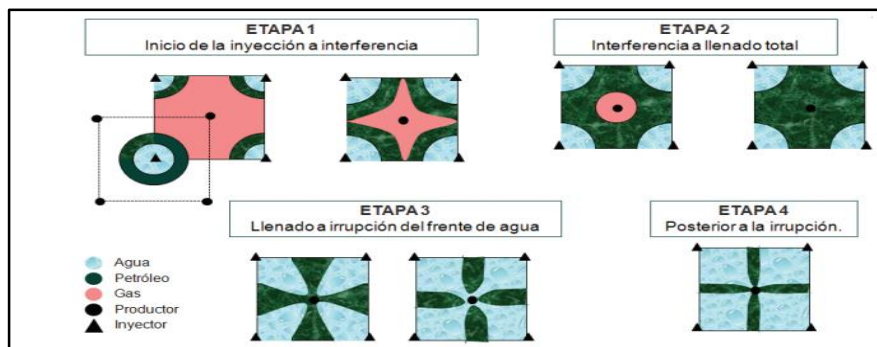 ETAPA 1
Inicio de la inyección a interferencia
ETAPA 2
Interferencia a llenado total
ETAPA 3
Llenado a irrupción del frente de agua
ETAPA 4
Posterior a la irrupción.
Agua
Petróleo
Gas
Productor
Inyector